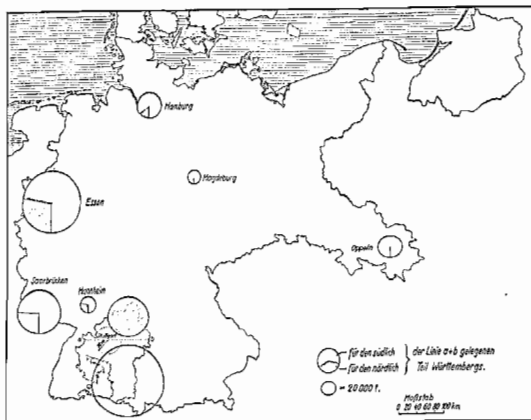 Hamburg
Magdeburg
Essen
Oppeln
Saarbrücken
Mannheim
für den südlich
für den nördlich
der Linie a+b gelegenen
Teil Württembergs.
= 20 000 t.
Maßstab
0 20 40 60 80 100 km